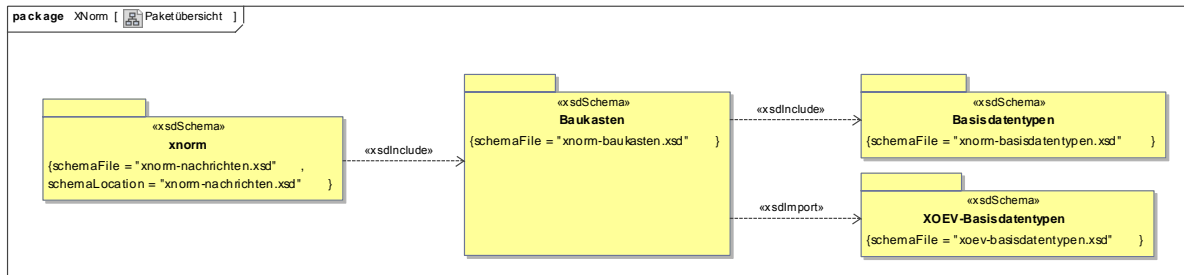 package XNorm [ Paketübersicht ]
«xsdSchema»
xnorm
{schemaFile = "xnorm-nachrichten.xsd" ,
schemaLocation = "xnorm-nachrichten.xsd" }
«xsdInclude»
«xsdSchema»
Baukasten
{schemaFile = "xnorm-baukasten.xsd" }
«xsdInclude»
«xsdSchema»
Basisdatentypen
{schemaFile = "xnorm-basisdatentypen.xsd" }
«xsdImport»
«xsdSchema»
XOEV-Basisdatentypen
{schemaFile = "xoev-basisdatentypen.xsd" }